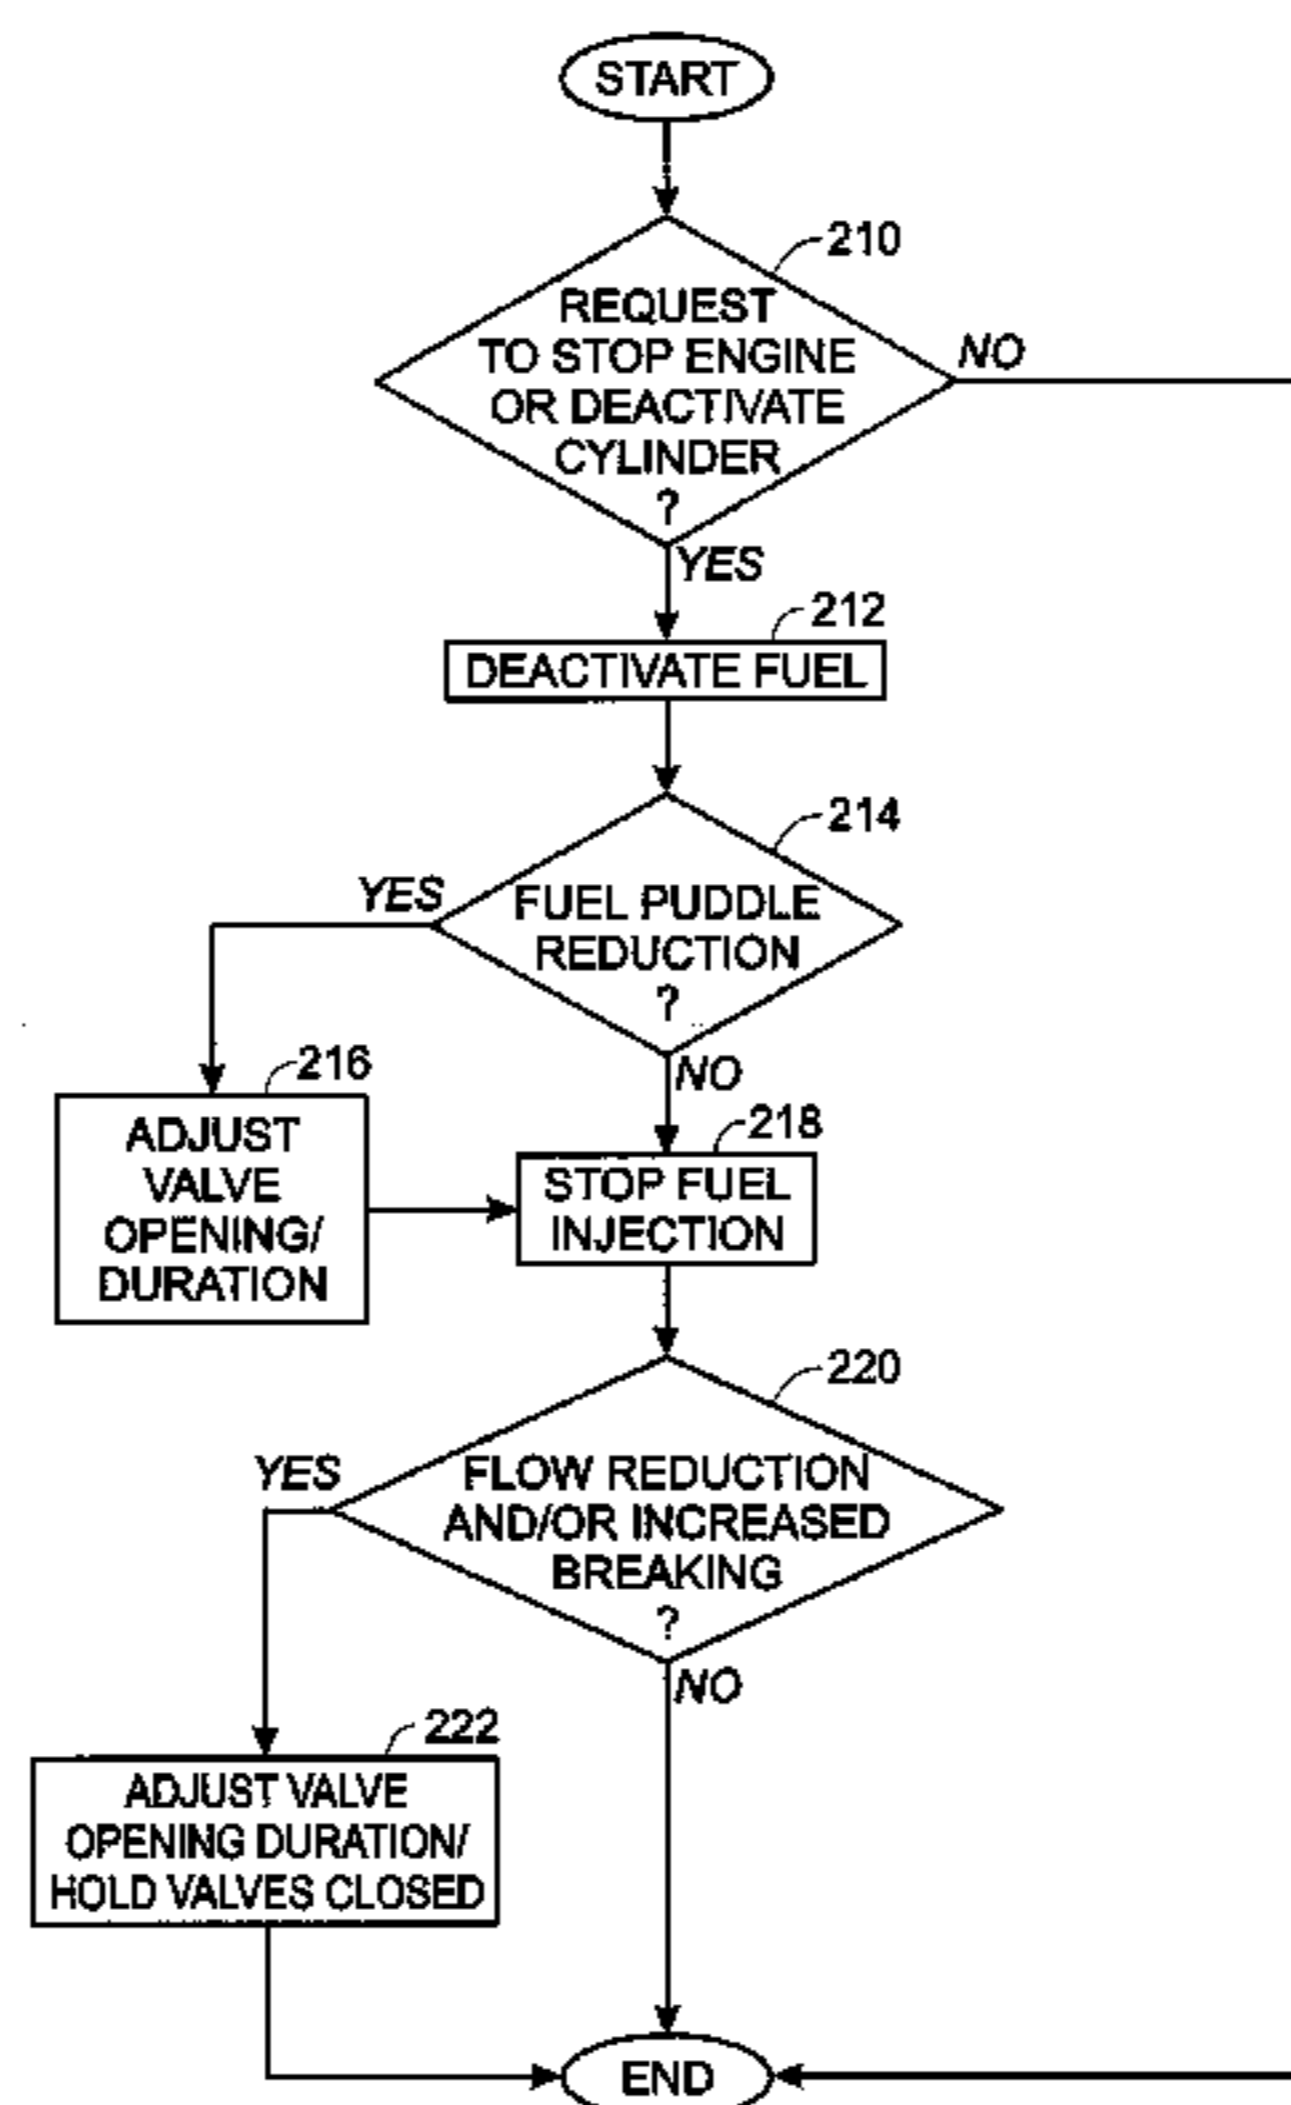 START
210
REQUEST
TO STOP ENGINE
OR DEACTIVATE
CYLINDER
?
NO
YES
212
DEACTIVATE FUEL
214
YES
FUEL PUDDLE
REDUCTION
?
NO
216
ADJUST
VALVE
OPENING/
DURATION
218
STOP FUEL
INJECTION
220
YES
FLOW REDUCTION
AND/OR INCREASED
BREAKING
?
NO
222
ADJUST VALVE
OPENING DURATION/
HOLD VALVES CLOSED
END